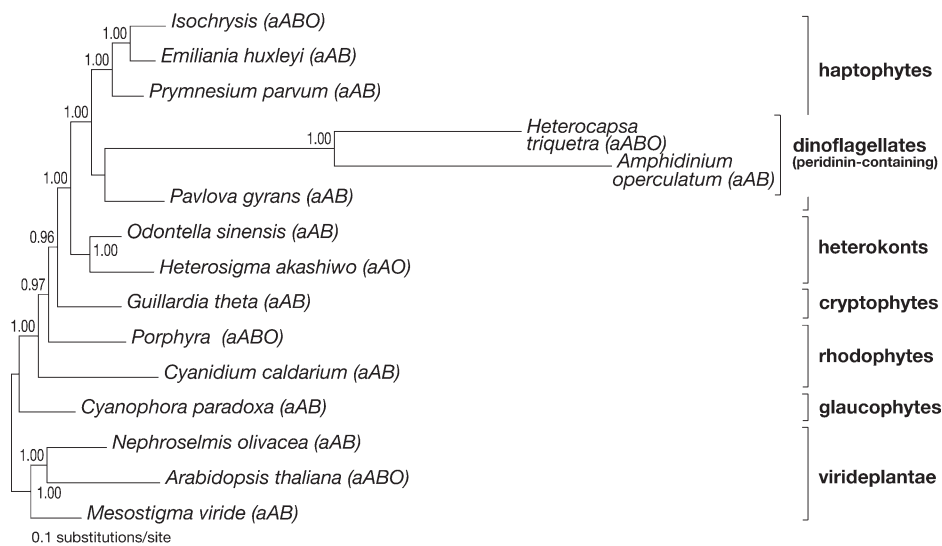 Isochrysis (aABO)
1.00
Emiliania huxleyi (aAB)
1.00
haptophytes
Prymnesium parvum (aAB)
1.00
Heterocapsa
triquetra (aABO)
1.00
dinoflagellates
(peridinin-containing)
Amphidinium
operculatum (aAB)
1.00
Pavlova gyrans (aAB)
Odontella sinensis (aAB)
0.96
1.00
heterokonts
Heterosigma akashiwo (aAO)
0.97
Guillardia theta (aAB)
cryptophytes
1.00
Porphyra (aABO)
rhodophytes
Cyanidium caldarium (aAB)
Cyanophora paradoxa (aAB)
glaucophytes
Nephroselmis olivacea (aAB)
1.00
Arabidopsis thaliana (aABO)
virideplantae
1.00
Mesostigma viride (aAB)
0.1 substitutions/site